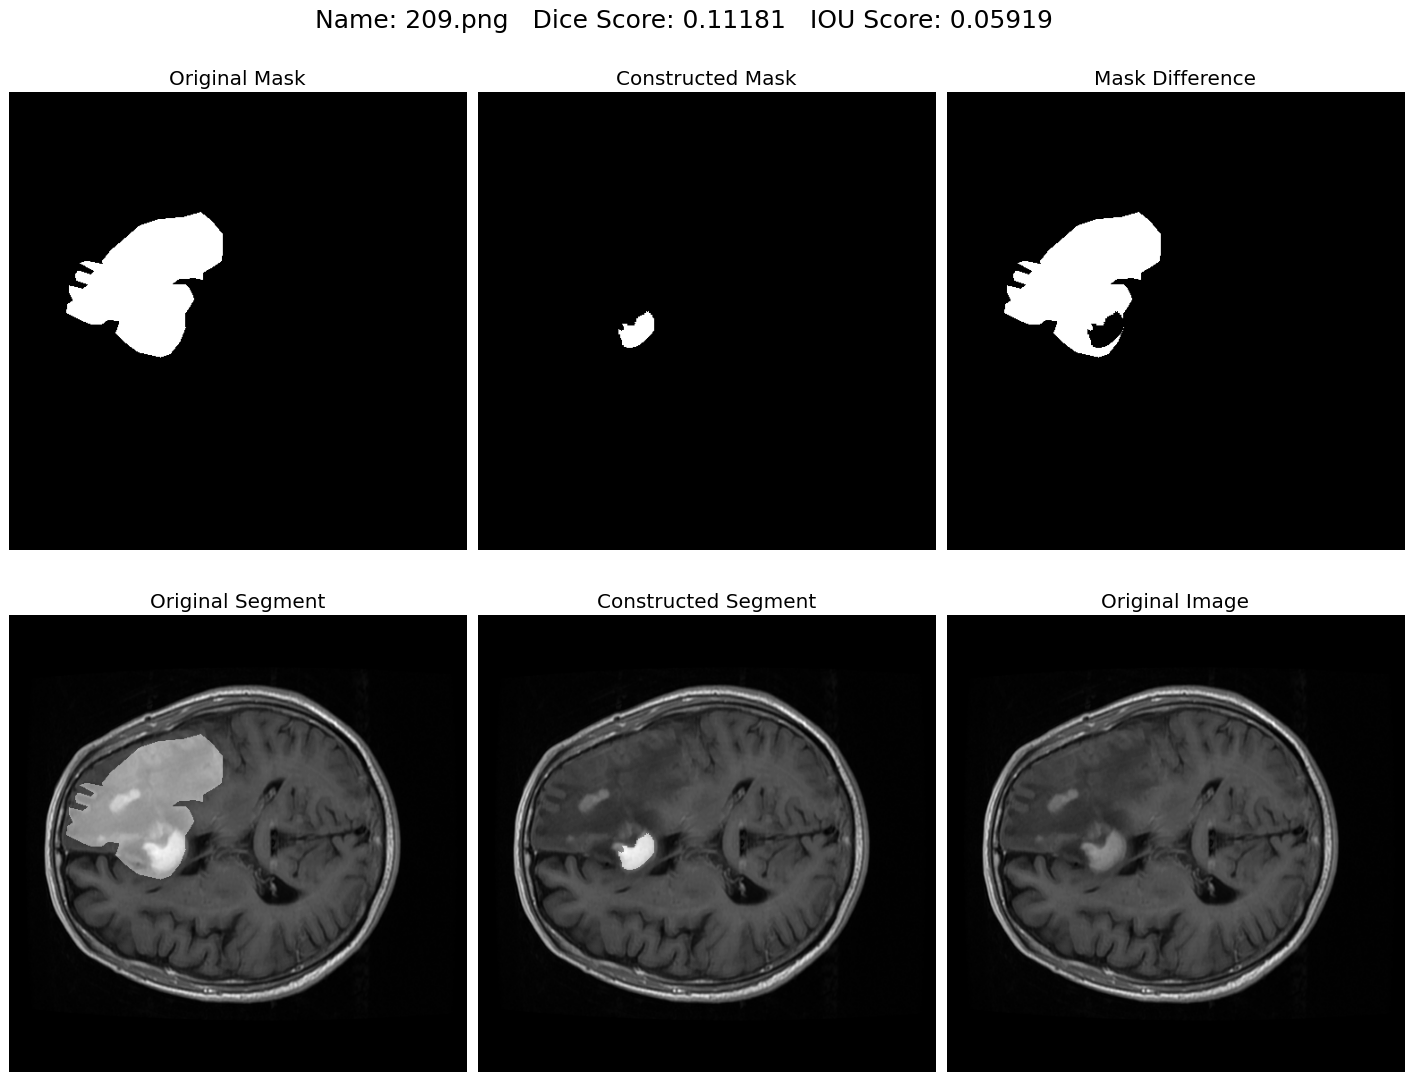 Name: 209.png   Dice Score: 0.11181   IOU Score: 0.05919
Original Mask
Constructed Mask
Mask Difference
Original Segment
Constructed Segment
Original Image